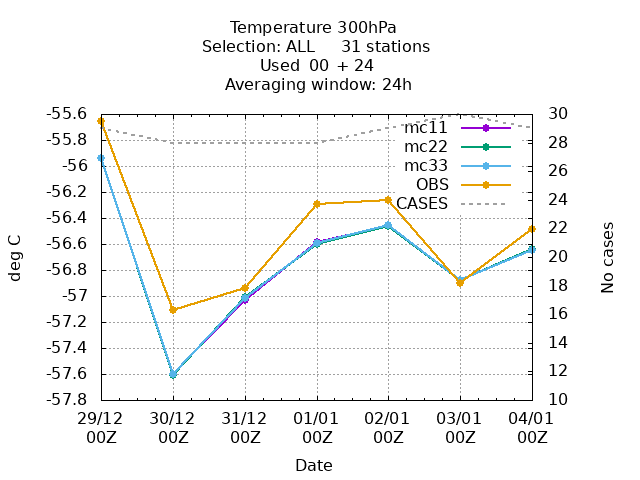 Temperature 300hPa
Selection: ALL 31 stations
Used 00 + 24
Averaging window: 24h
-55.6
-55.8
-56
-56.2
-56.4
-56.6
-56.8
-57
-57.2
-57.4
-57.6
-57.8
deg C
30
28
26
24
22
20
18
16
14
12
10
No cases
mc11
mc22
mc33
OBS
CASES
29/12 30/12 31/12 01/01 02/01 03/01 04/01
00Z 00Z 00Z 00Z 00Z 00Z 00Z
Date